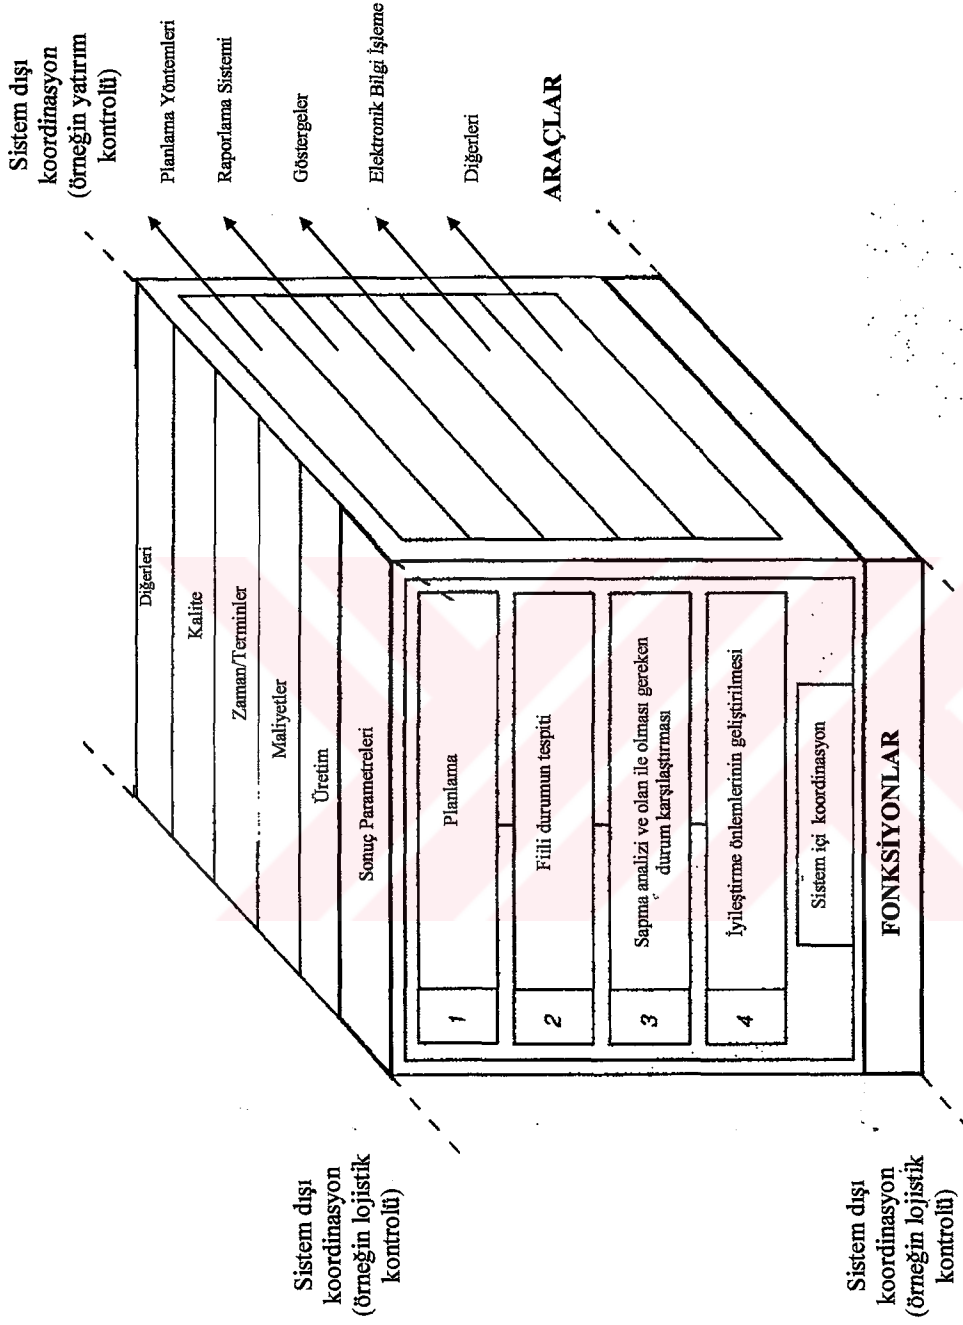 Sistem dışı
koordinasyon
(örneğin yatırım
kontrolü)
Planlama Yöntemleri
Raporlama Sistemi
Göstergeler
Elektronik Bilgi İşleme
Diğerleri
ARAÇLAR
Diğerleri
Kalite
Zaman/Terminler
Maliyetler
Üretim
Sonuç Parametreleri
1 Planlama
2 Fiili durumun tespiti
3 Sapma analizi ve olan ile olması gereken
durum karşılaştırması
4 İyileştirme önlemlerinin geliştirilmesi
Sistem içi koordinasyon
FONKSİYONLAR
Sistem dışı
koordinasyon
(örneğin lojistik
kontrolü)
Sistem dışı
koordinasyon
(örneğin lojistik
kontrolü)